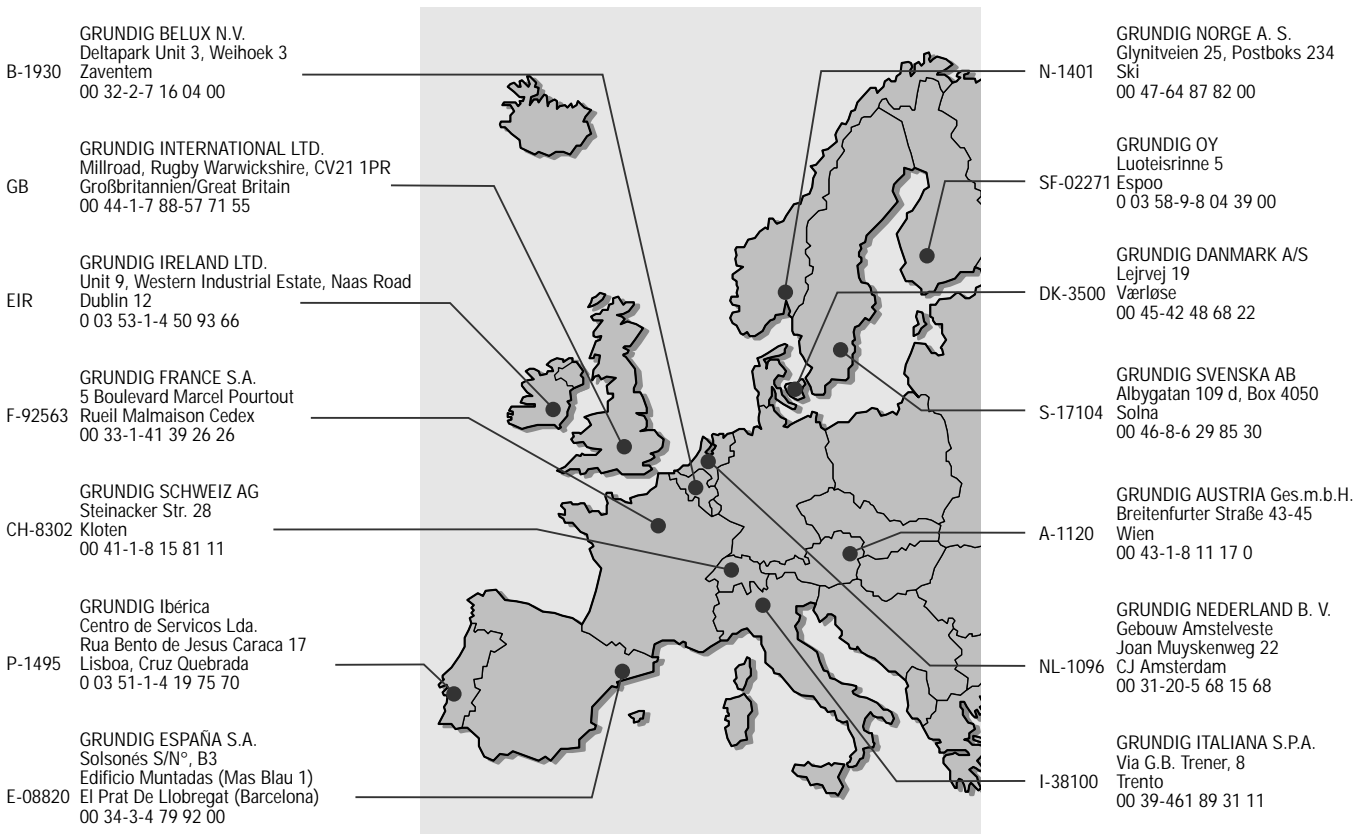 GRUNDIG BELUX N.V.
Deltapark Unit 3, Weihoek 3
B-1930 Zaventem
00 32-2-7 16 04 00
GRUNDIG INTERNATIONAL LTD.
Millroad, Rugby Warwickshire, CV21 1PR
GB Großbritannien/Great Britain
00 44-1-7 88-57 71 55
GRUNDIG IRELAND LTD.
Unit 9, Western Industrial Estate, Naas Road
EIR Dublin 12
0 03 53-1-4 50 93 66
GRUNDIG FRANCE S.A.
5 Boulevard Marcel Pourtout
F-92563 Rueil Malmaison Cedex
00 33-1-41 39 26 26
GRUNDIG SCHWEIZ AG
Steinacker Str. 28
CH-8302 Kloten
00 41-1-8 15 81 11
GRUNDIG Ibérica
Centro de Servicos Lda.
Rua Bento de Jesus Caraca 17
P-1495 Lisboa, Cruz Quebrada
0 03 51-1-4 19 75 70
GRUNDIG ESPAÑA S.A.
Solsonés S/N°, B3
Edificio Muntadas (Mas Blau 1)
E-08820 El Prat De Llobregat (Barcelona)
00 34-3-4 79 92 00
GRUNDIG NORGE A. S.
Glynitveien 25, Postboks 234
N-1401 Ski
00 47-64 87 82 00
GRUNDIG OY
Luoteisrinne 5
SF-02271 Espoo
0 03 58-9-8 04 39 00
GRUNDIG DANMARK A/S
Lejrvej 19
DK-3500 Værløse
00 45-42 48 68 22
GRUNDIG SVENSKA AB
Albygatan 109 d, Box 4050
S-17104 Solna
00 46-8-6 29 85 30
GRUNDIG AUSTRIA Ges.m.b.H.
Breitenfurter Straße 43-45
A-1120 Wien
00 43-1-8 11 17 0
GRUNDIG NEDERLAND B. V.
Gebouw Amstelveste
Joan Muyskenweg 22
NL-1096 CJ Amsterdam
00 31-20-5 68 15 68
GRUNDIG ITALIANA S.P.A.
Via G.B. Trener, 8
I-38100 Trento
00 39-461 89 31 11